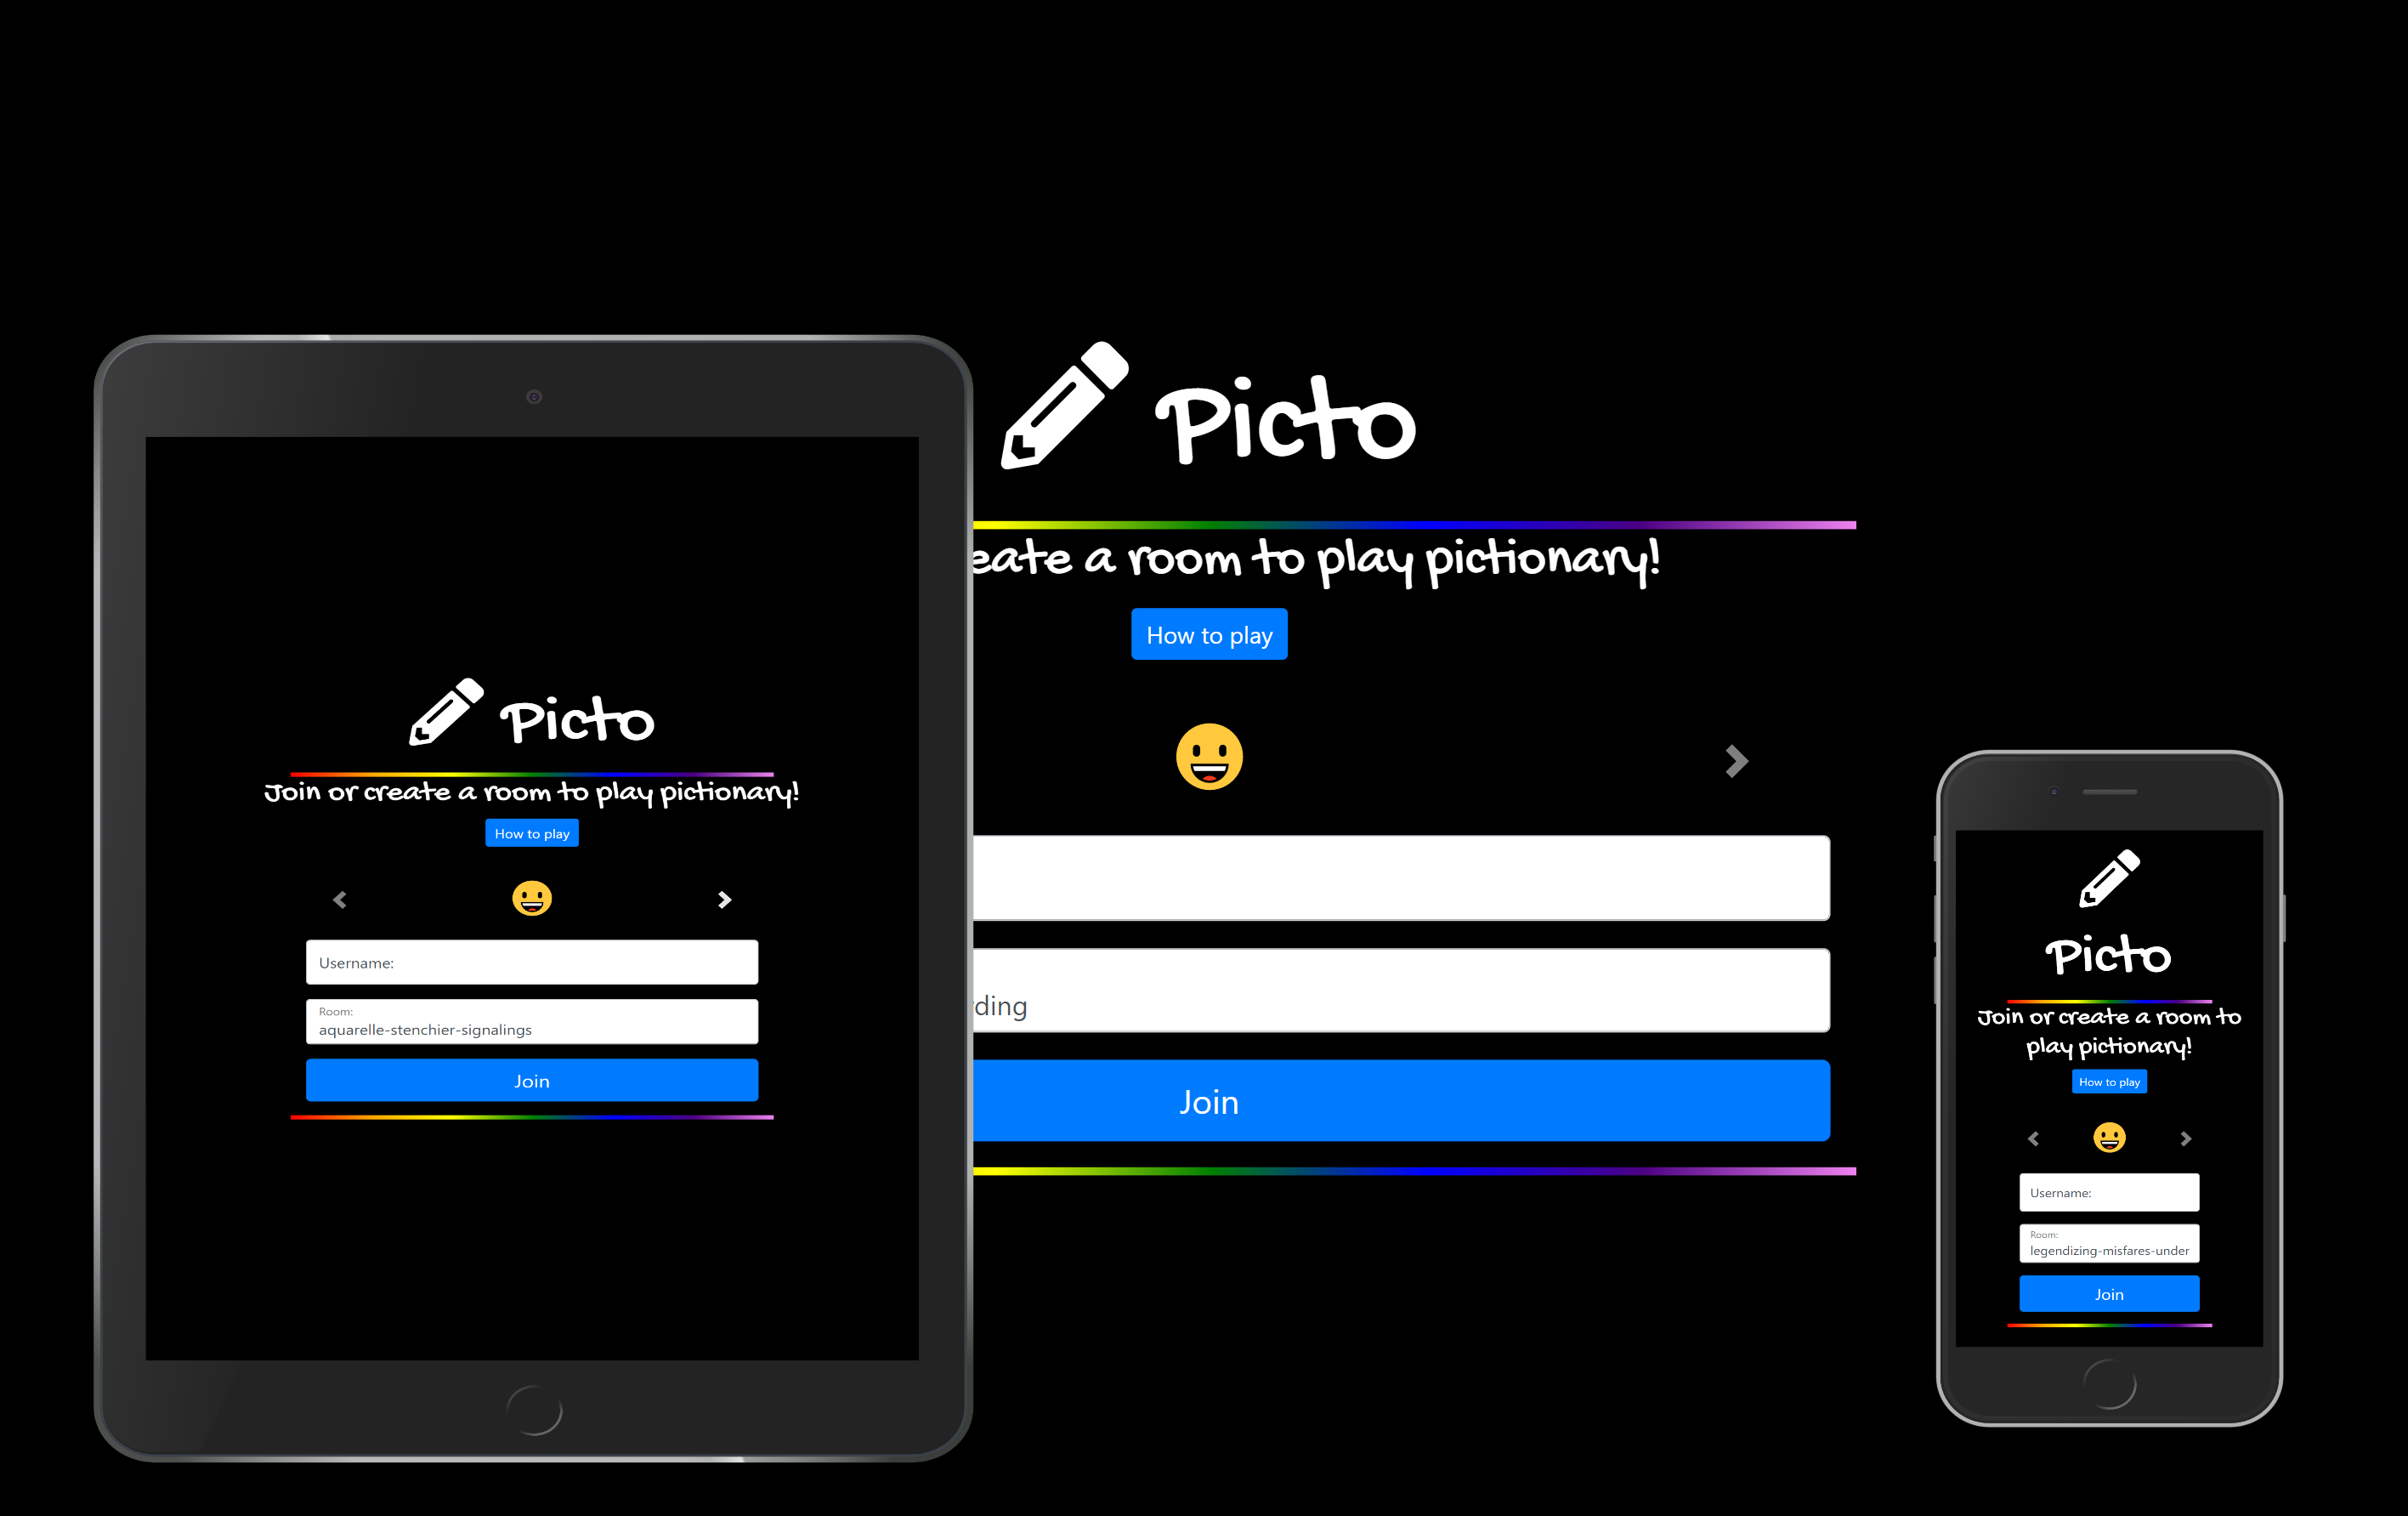 Picto
Join or create a room to play pictionary!
How to play
Username:
Room:
aquarelle-stenchier-signalings
Join
Picto
a room to play pictionary!
How to play
Join
Picto
Join or create a room to
play pictionary!
How to play
Username:
Room:
legendizing-misfares-under
Join